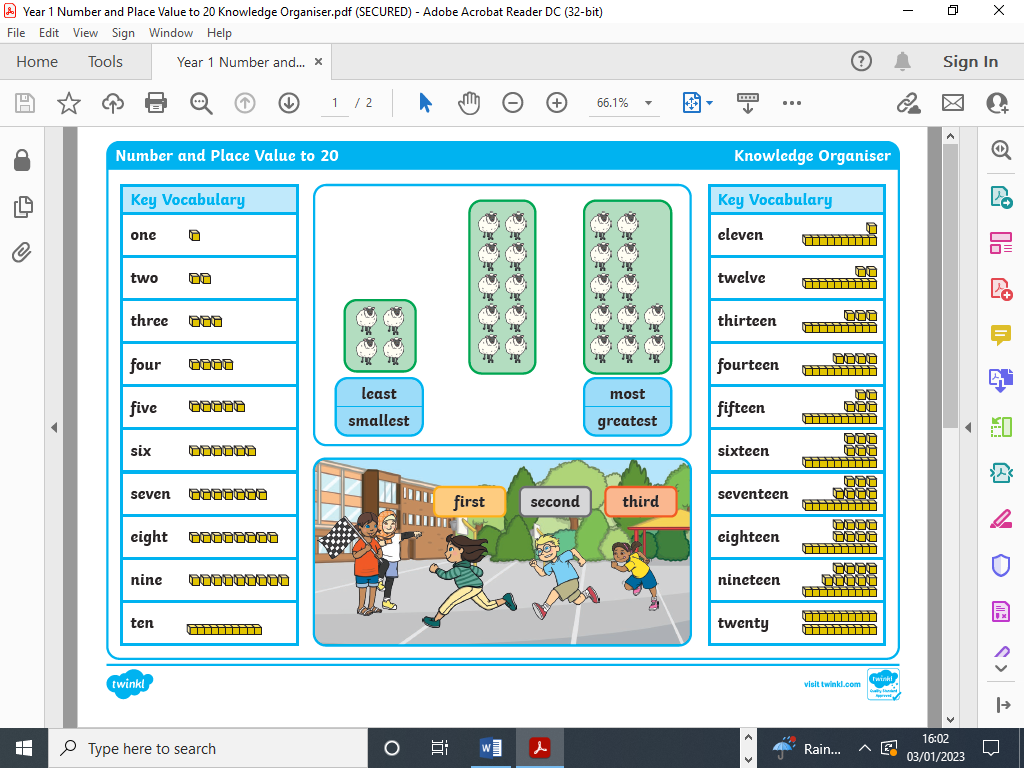 Year 1 Number and Place Value to 20 Knowledge Organiser.pdf (SECURED) - Adobe Acrobat Reader DC (32-bit)
File Edit View Sign Window Help
Home Tools Year 1 Number and... × Sign In
1 / 2 66.1%
Number and Place Value to 20 Knowledge Organiser
Key Vocabulary
one
two
three
four
five
six
seven
eight
nine
ten
least
smallest
most
greatest
first second third
Key Vocabulary
eleven
twelve
thirteen
fourteen
fifteen
sixteen
seventeen
eighteen
nineteen
twenty
twinkl
visit twinkl.com
twinkl
Quality Standard
Approved
Type here to search
Rain...
16:02
03/01/2023